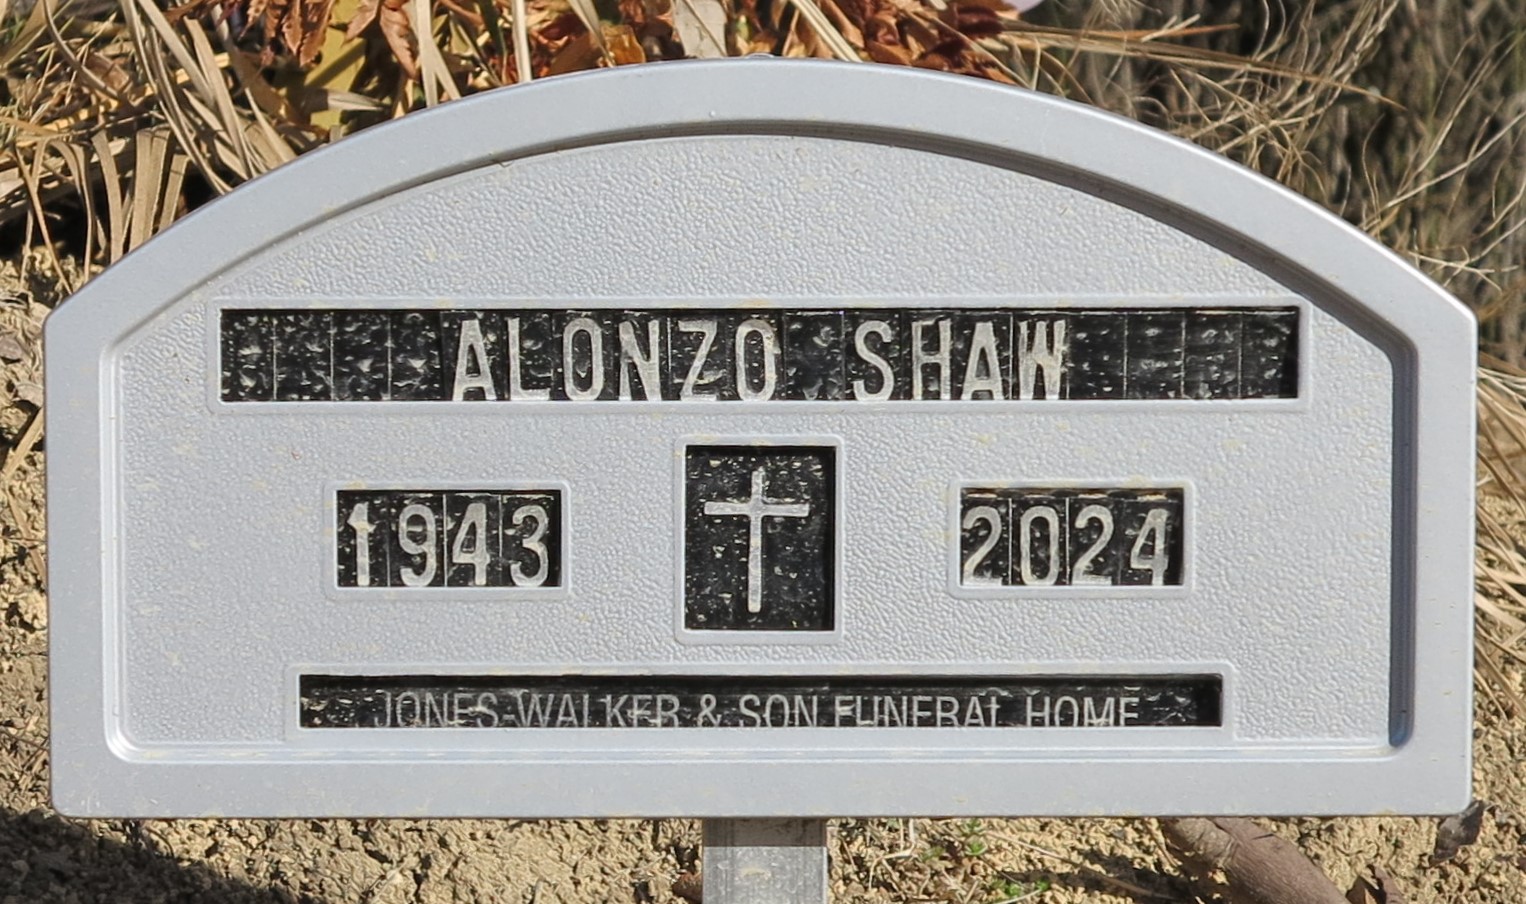 ALONZO SHAW
1943 2024
JONES-WALKER & SON FUNERAL HOME